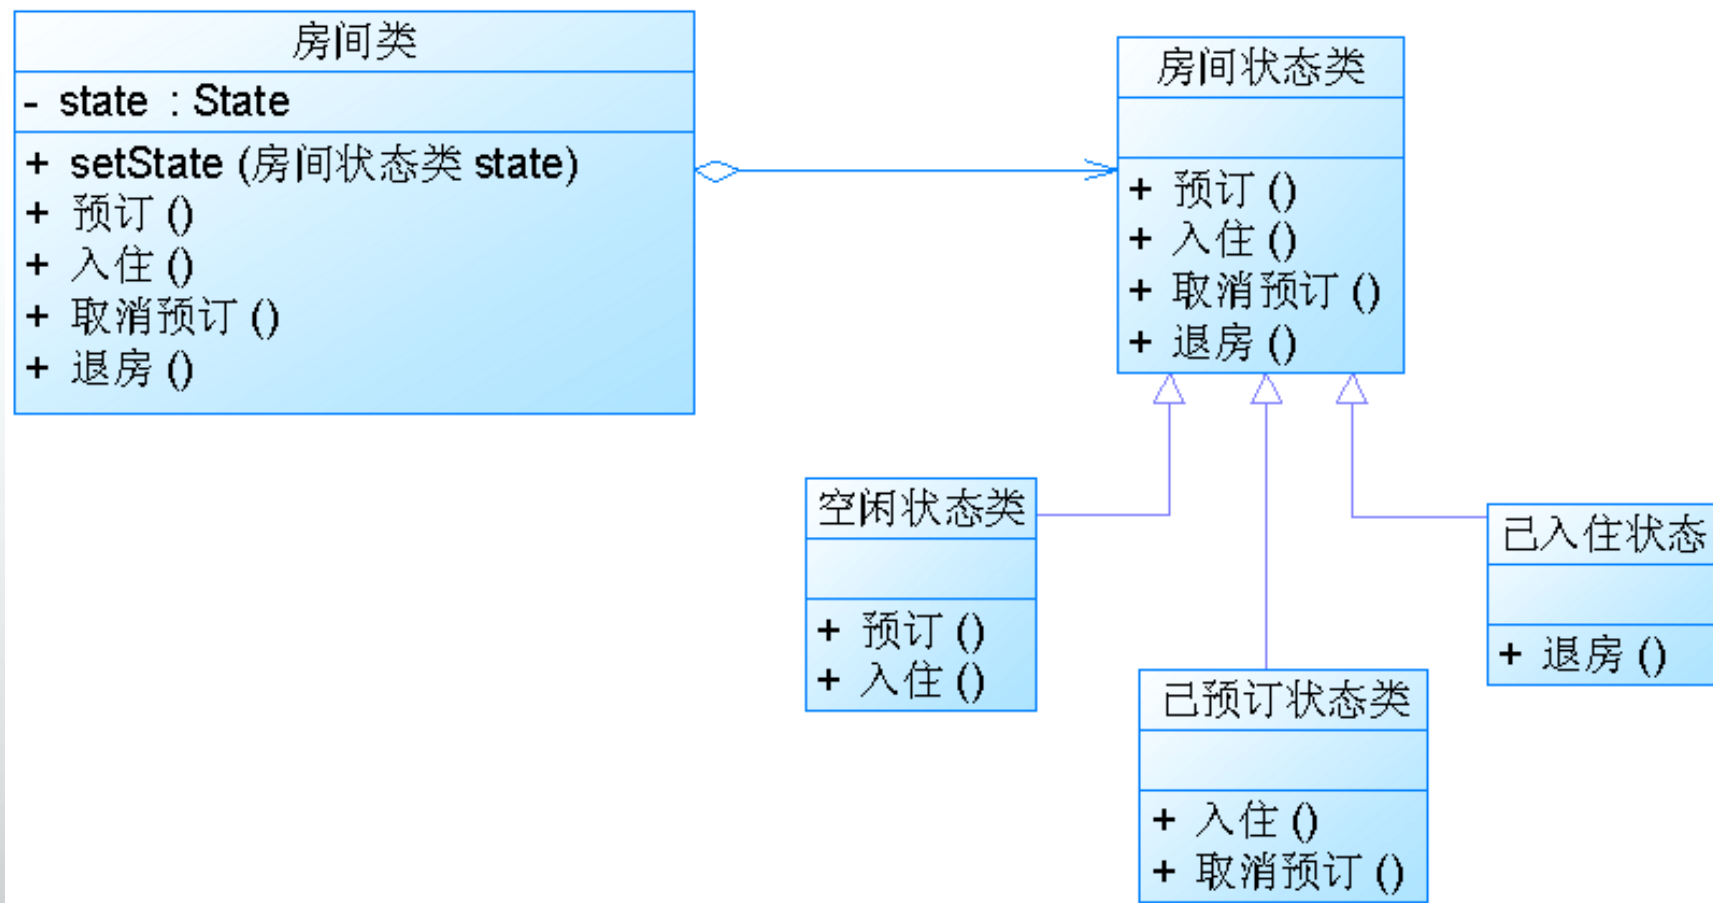 房间类
- state : State
+ setState (房间状态类 state)
+ 预订 ()
+ 入住 ()
+ 取消预订 ()
+ 退房 ()
房间状态类
+ 预订 ()
+ 入住 ()
+ 取消预订 ()
+ 退房 ()
空闲状态类
+ 预订 ()
+ 入住 ()
已预订状态类
+ 入住 ()
+ 取消预订 ()
已入住状态
+ 退房 ()